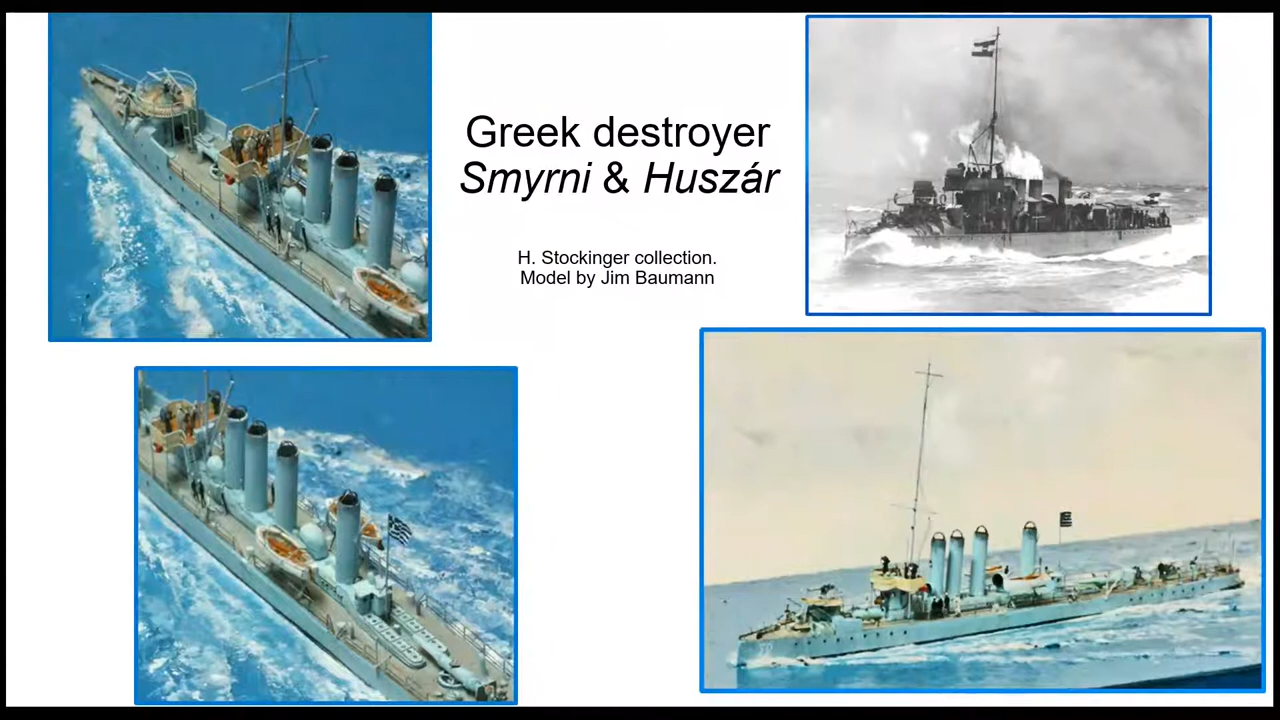 Greek destroyer
Smyrni & Huszár
H. Stockinger collection.
Model by Jim Baumann